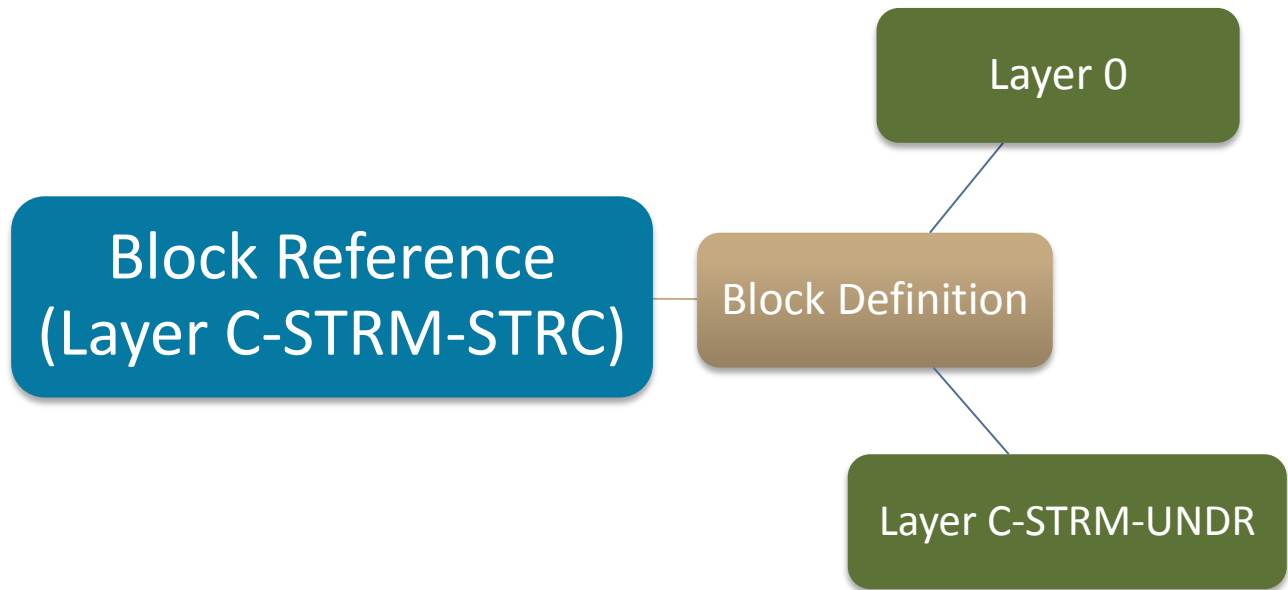 Layer 0
Block Reference
(Layer C-STRM-STRC)
Block Definition
Layer C-STRM-UNDR